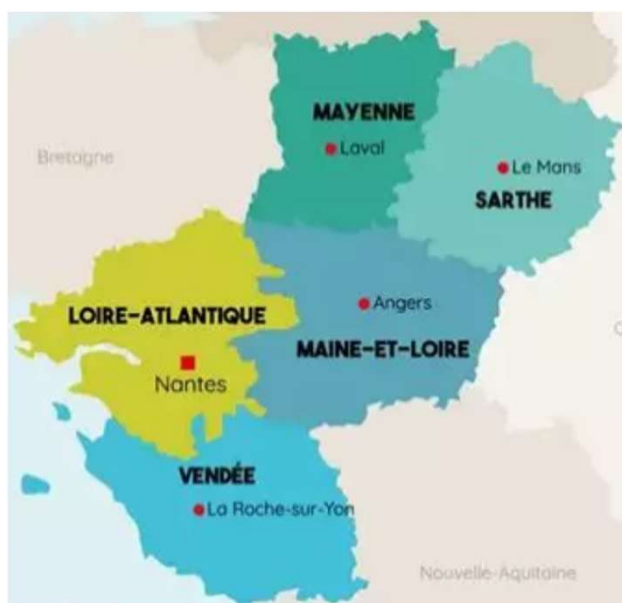 MAYENNE
Laval
Bretagne
Le Mans
SARTHE
Angers
LOIRE-ATLANTIQUE
MAINE-ET-LOIRE
Nantes
VENDÉE
La Roche-sur-Yon
Nouvelle-Aquitaine